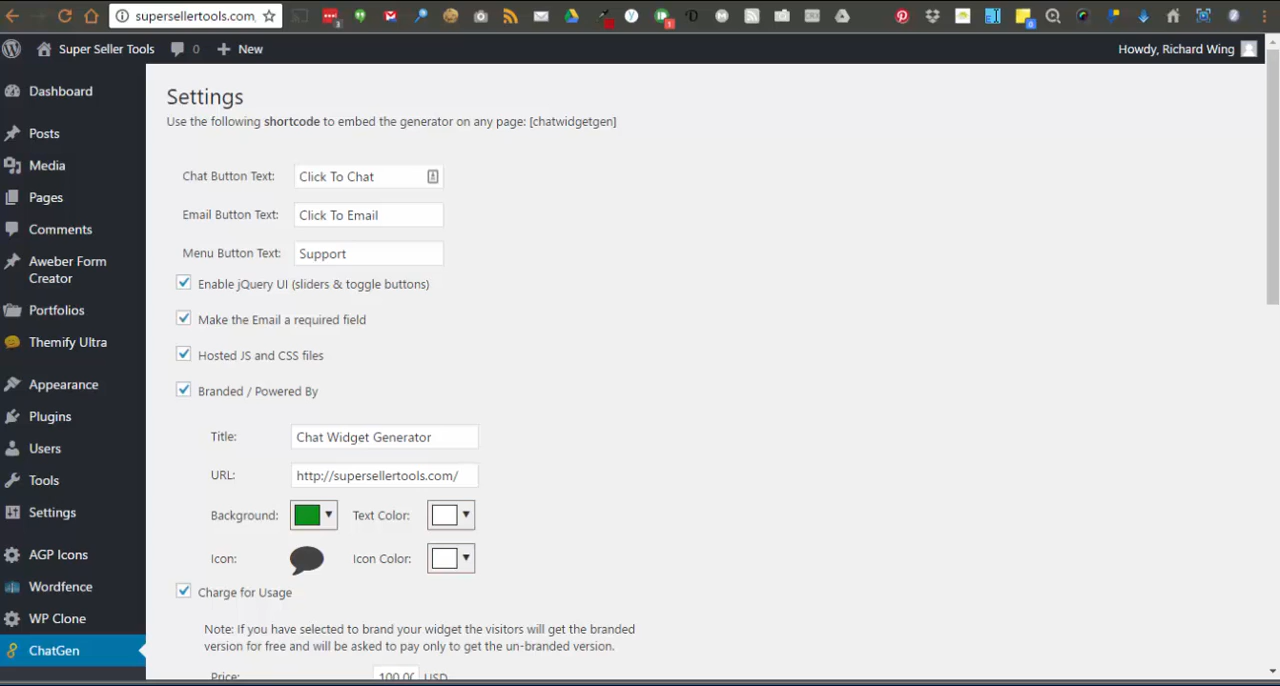 supersellertools.com
Super Seller Tools
0
New
Howdy, Richard Wing
Dashboard
Posts
Media
Pages
Comments
Aweber Form
Creator
Portfolios
Themify Ultra
Appearance
Plugins
Users
Tools
Settings
AGP Icons
Wordfence
WP Clone
ChatGen
Settings
Use the following shortcode to embed the generator on any page: [chatwidgetgen]
Chat Button Text: Click To Chat
Email Button Text: Click To Email
Menu Button Text: Support
Enable jQuery UI (sliders & toggle buttons)
Make the Email a required field
Hosted JS and CSS files
Branded / Powered By
Title: Chat Widget Generator
URL: http://supersellertools.com/
Background: Text Color:
Icon: Icon Color:
Charge for Usage
Note: If you have selected to brand your widget the visitors will get the branded
version for free and will be asked to pay only to get the un-branded version.
Price: 100.00 USD